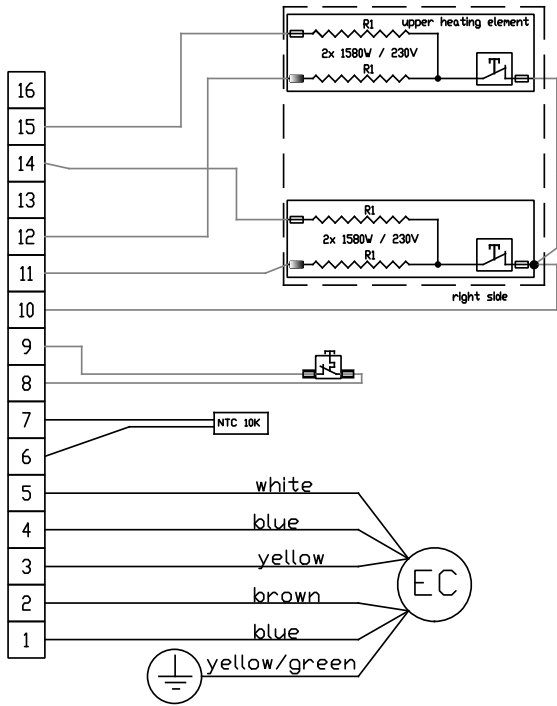 R1 upper heating element
2x 1580W / 230V
R1
16
15
14
13
12
11
10
9
8
7
6
5
4
3
2
1
R1
2x 1580W / 230V
R1
right side
NTC 10K
white
blue
yellow
brown
blue
yellow/green
EC